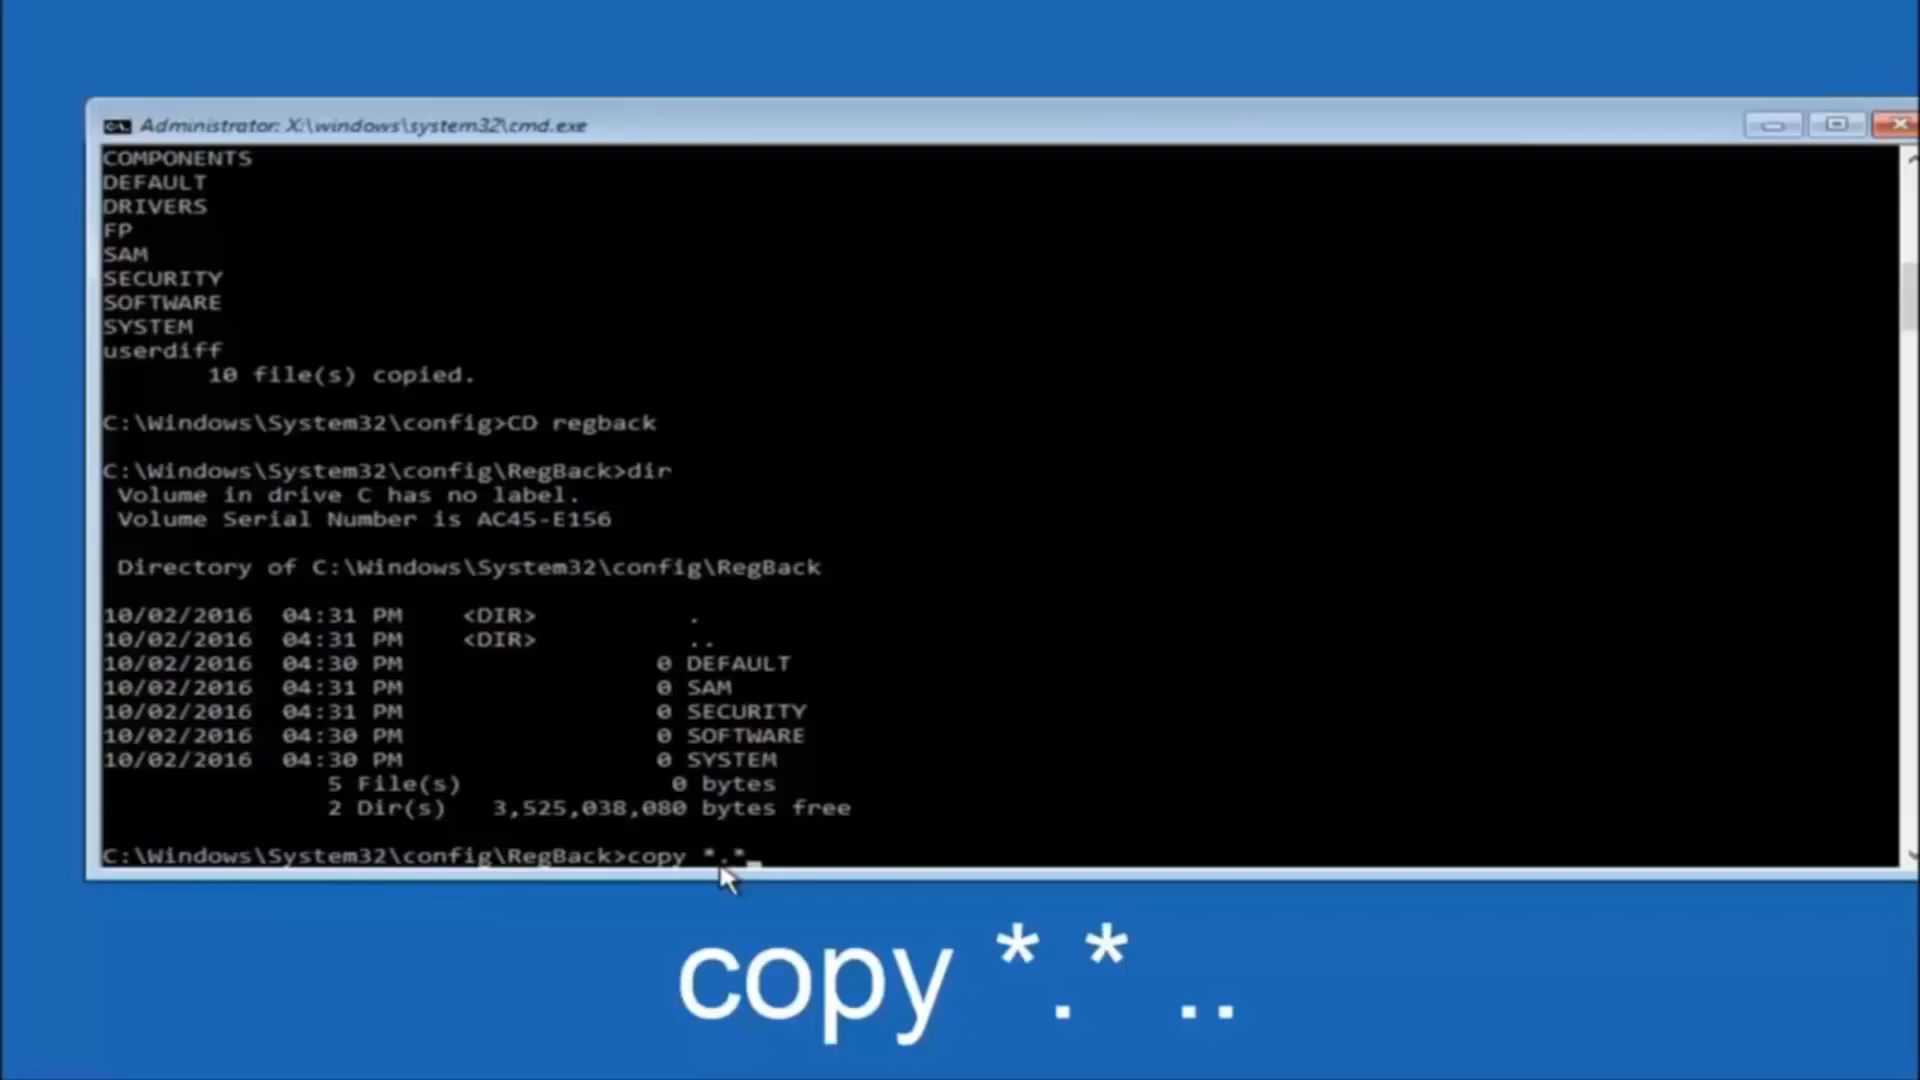 Administrator: X:\windows\system32\cmd.exe
COMPONENTS
DEFAULT
DRIVERS
FP
SAM
SECURITY
SOFTWARE
SYSTEM
userdiff
10 file(s) copied.
C:\Windows\System32\config>CD regback
C:\Windows\System32\config\RegBack>dir
Volume in drive C has no label.
Volume Serial Number is AC45-E156
Directory of C:\Windows\System32\config\RegBack
10/02/2016 04:31 PM <DIR> .
10/02/2016 04:31 PM <DIR> ..
10/02/2016 04:30 PM 0 DEFAULT
10/02/2016 04:31 PM 0 SAM
10/02/2016 04:31 PM 0 SECURITY
10/02/2016 04:30 PM 0 SOFTWARE
10/02/2016 04:30 PM 0 SYSTEM
5 File(s) 0 bytes
2 Dir(s) 3,525,038,080 bytes free
C:\Windows\System32\config\RegBack>copy *.*_
copy *.* ..